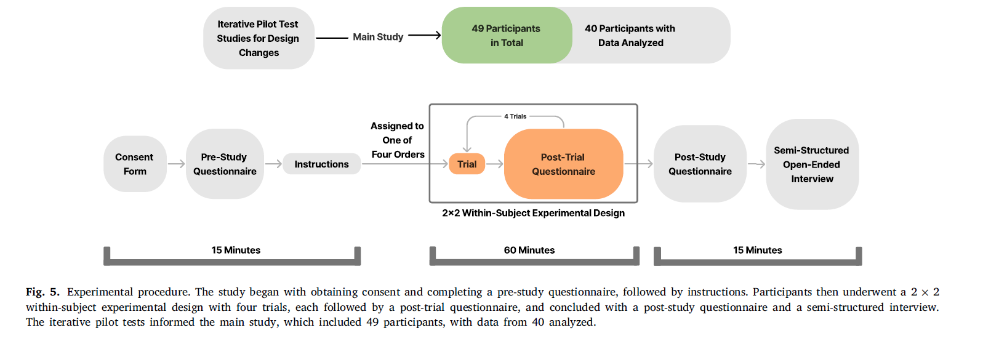 Iterative Pilot Test
Studies for Design
Changes
Main Study
49 Participants
in Total
40 Participants with
Data Analyzed
Consent
Form
Pre-Study
Questionnaire
Instructions
Assigned to
One of
Four Orders
4 Trials
Trial
Post-Trial
Questionnaire
2×2 Within-Subject Experimental Design
Post-Study
Questionnaire
Semi-Structured
Open-Ended
Interview
15 Minutes
60 Minutes
15 Minutes
Fig. 5. Experimental procedure. The study began with obtaining consent and completing a pre-study questionnaire, followed by instructions. Participants then underwent a 2 × 2
within-subject experimental design with four trials, each followed by a post-trial questionnaire, and concluded with a post-study questionnaire and a semi-structured interview.
The iterative pilot tests informed the main study, which included 49 participants, with data from 40 analyzed.